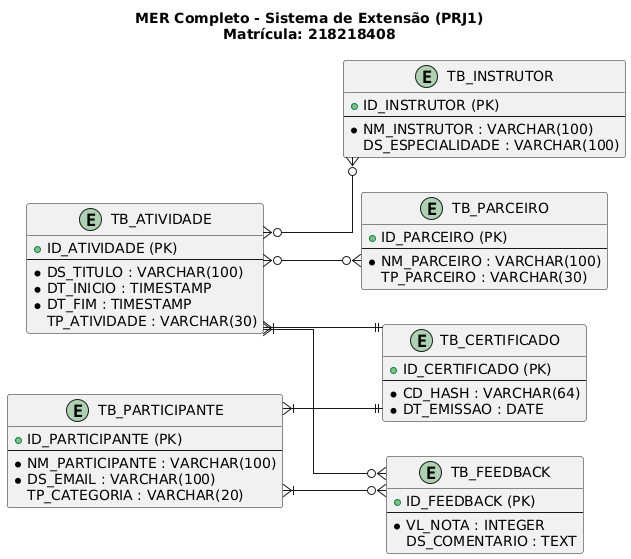 MER Completo - Sistema de Extensão (PRJ1)
Matrícula: 218218408
E TB_INSTRUTOR
ID_INSTRUTOR (PK)
NM_INSTRUTOR : VARCHAR(100)
DS_ESPECIALIDADE : VARCHAR(100)
E TB_ATIVIDADE
ID_ATIVIDADE (PK)
DS_TITULO : VARCHAR(100)
DT_INICIO : TIMESTAMP
DT_FIM : TIMESTAMP
TP_ATIVIDADE : VARCHAR(30)
E TB_PARCEIRO
ID_PARCEIRO (PK)
NM_PARCEIRO : VARCHAR(100)
TP_PARCEIRO : VARCHAR(30)
E TB_CERTIFICADO
ID_CERTIFICADO (PK)
CD_HASH : VARCHAR(64)
DT_EMISSAO : DATE
E TB_PARTICIPANTE
ID_PARTICIPANTE (PK)
NM_PARTICIPANTE : VARCHAR(100)
DS_EMAIL : VARCHAR(100)
TP_CATEGORIA : VARCHAR(20)
E TB_FEEDBACK
ID_FEEDBACK (PK)
VL_NOTA : INTEGER
DS_COMENTARIO : TEXT